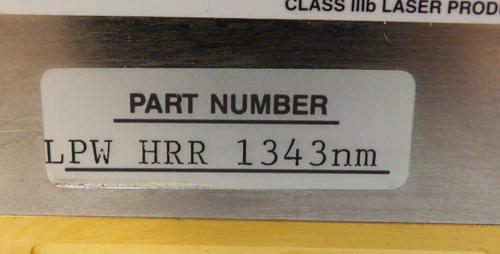 CLASS IIIb LASER PROD
PART NUMBER
LPW HRR 1343nm